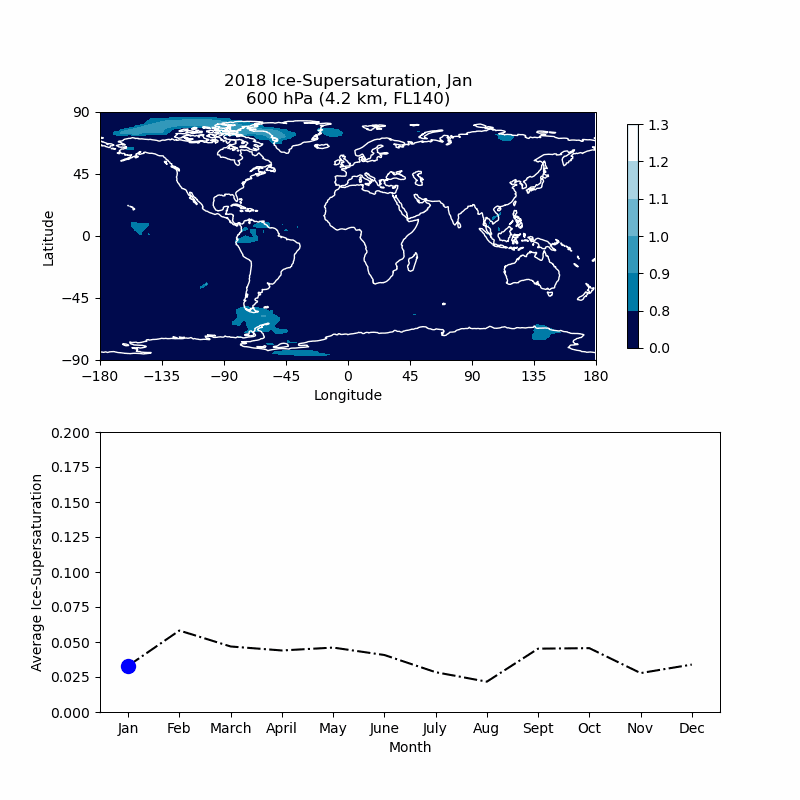 2018 Ice-Supersaturation, Jan
600 hPa (4.2 km, FL140)
90
45
0
−45
−90
Latitude
−180 −135 −90 −45 0 45 90 135 180
Longitude
1.3
1.2
1.1
1.0
0.9
0.8
0.0
0.200
0.175
0.150
0.125
0.100
0.075
0.050
0.025
0.000
Average Ice-Supersaturation
Jan Feb March April May June July Aug Sept Oct Nov Dec
Month